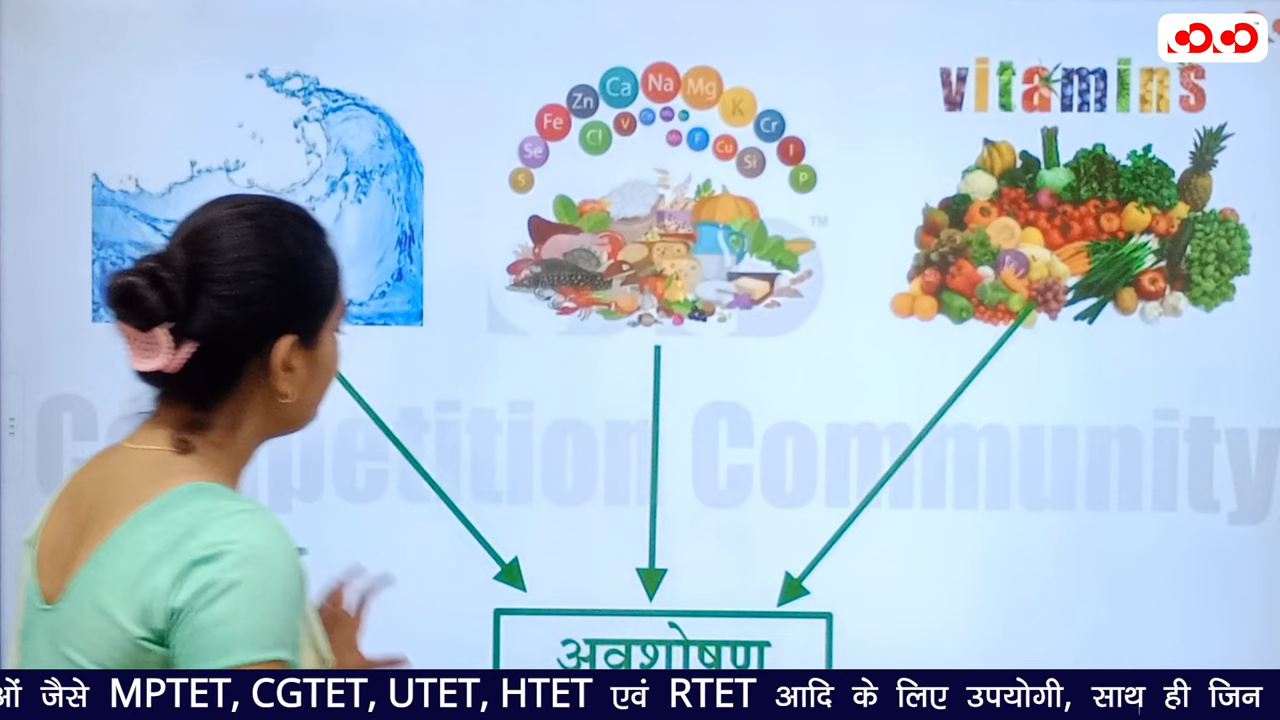 vitamins
Zn Ca Na Mg K
Fe Cl V F Cu Cr
Se Si I
S P
TM
Competition Community
अवशोषण
ओं जैसे MPTET, CGTET, UTET, HTET एवं RTET आदि के लिए उपयोगी, साथ ही जिन